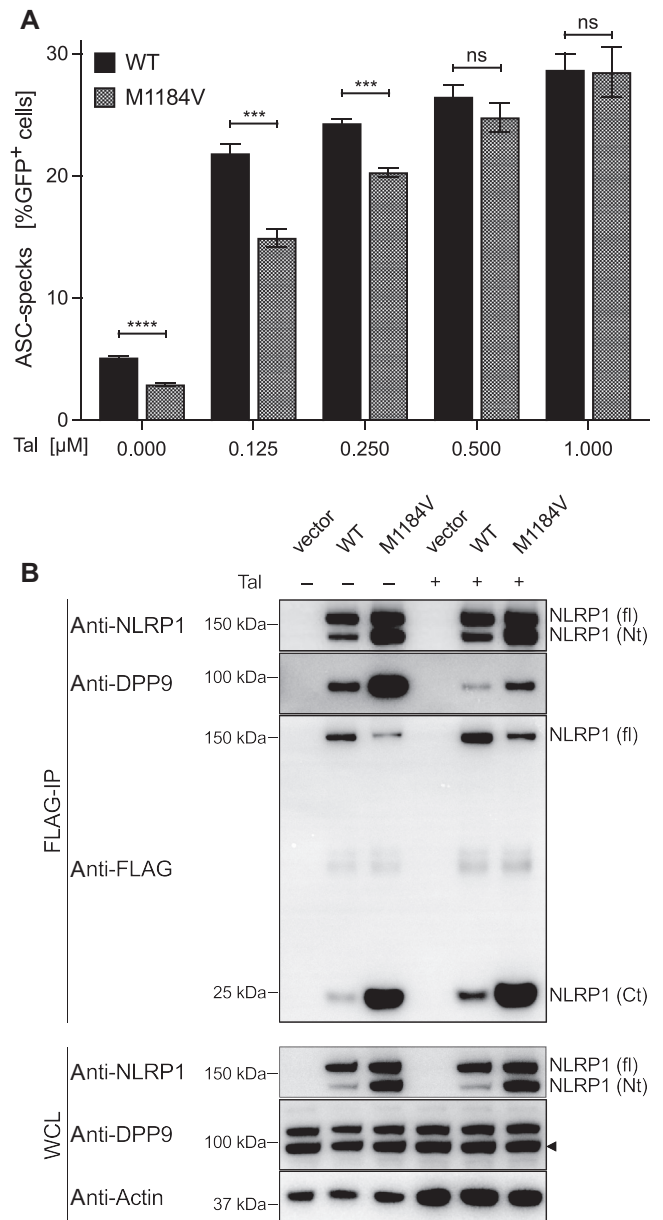 A
ASC-specks [%GFP+ cells]
30
20
10
0
WT
M1184V
****
***
***
ns
ns
Tal [µM] 0.000 0.125 0.250 0.500 1.000
B
vector WT M1184V vector WT M1184V
Tal – – – + + +
FLAG-IP
Anti-NLRP1 150 kDa NLRP1 (fl)
NLRP1 (Nt)
Anti-DPP9 100 kDa
150 kDa NLRP1 (fl)
Anti-FLAG
25 kDa NLRP1 (Ct)
WCL
Anti-NLRP1 150 kDa NLRP1 (fl)
NLRP1 (Nt)
Anti-DPP9 100 kDa
Anti-Actin 37 kDa